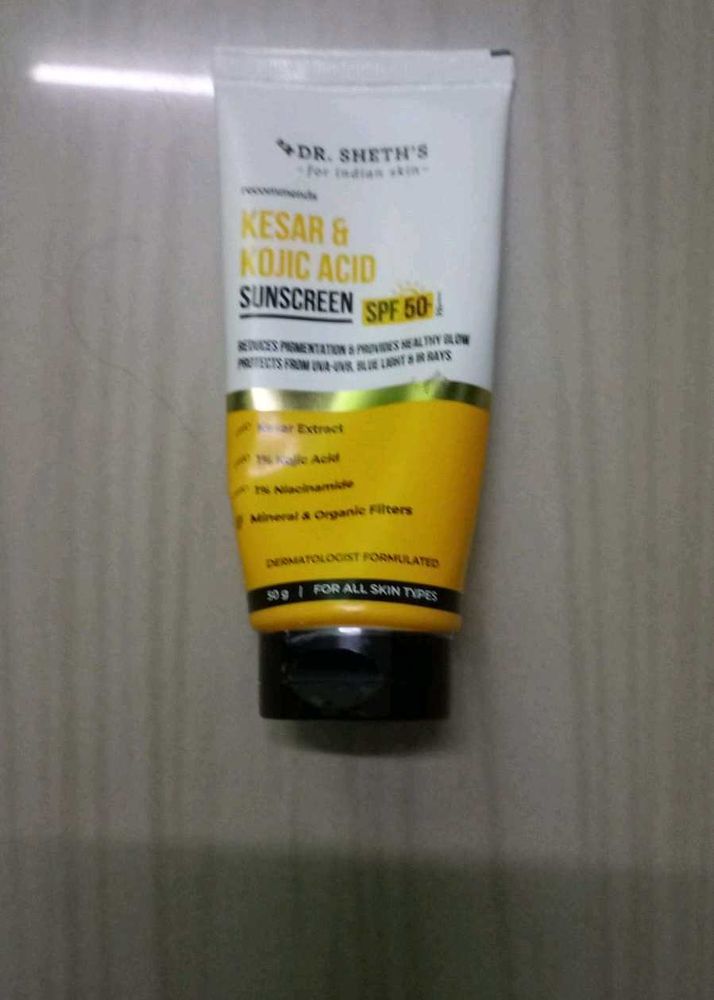 DR. SHETH'S
-for indian skin-
recommends
KESAR &
KOJIC ACID
SUNSCREEN SPF 50+
REDUCES PIGMENTATION & PROVIDES HEALTHY GLOW
PROTECTS FROM UVA-UVB, BLUE LIGHT & IR RAYS
Kesar Extract
1% Kojic Acid
1% Niacinamide
Mineral & Organic Filters
DERMATOLOGIST FORMULATED
50 g | FOR ALL SKIN TYPES